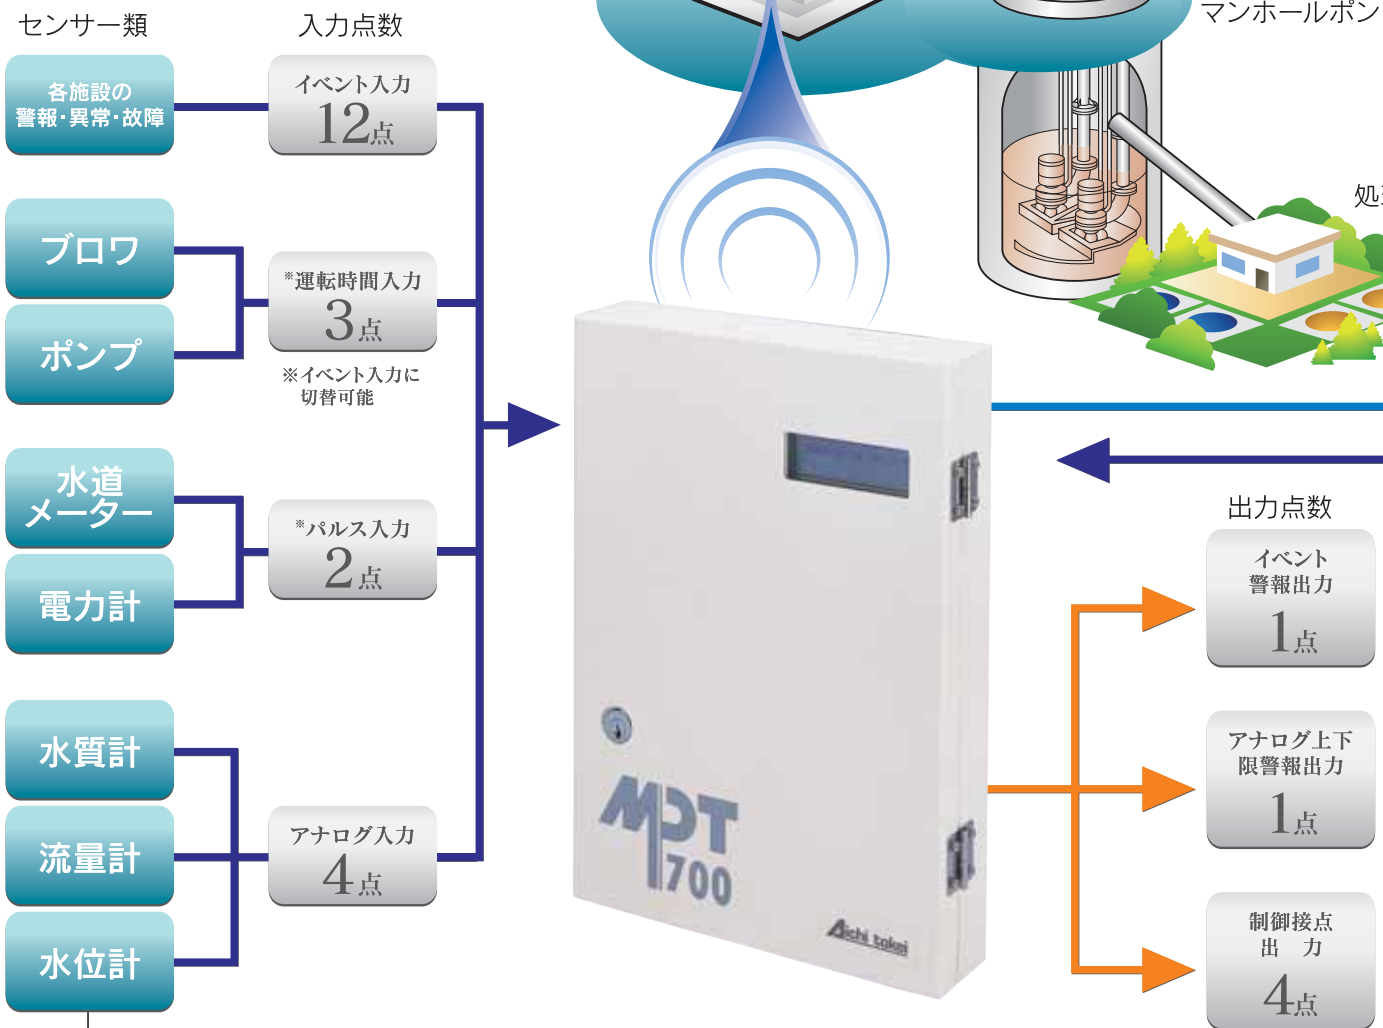 センサー類
入力点数
マンホールポン
各施設の
警報・異常・故障
イベント入力
12点
ブロワ
ポンプ
※運転時間入力
3点
※イベント入力に
切替可能
水道
メーター
電力計
※パルス入力
2点
水質計
流量計
水位計
アナログ入力
4点
MPT
700
Aichi tokei
出力点数
イベント
警報出力
1点
アナログ上下
限警報出力
1点
制御接点
出 力
4点